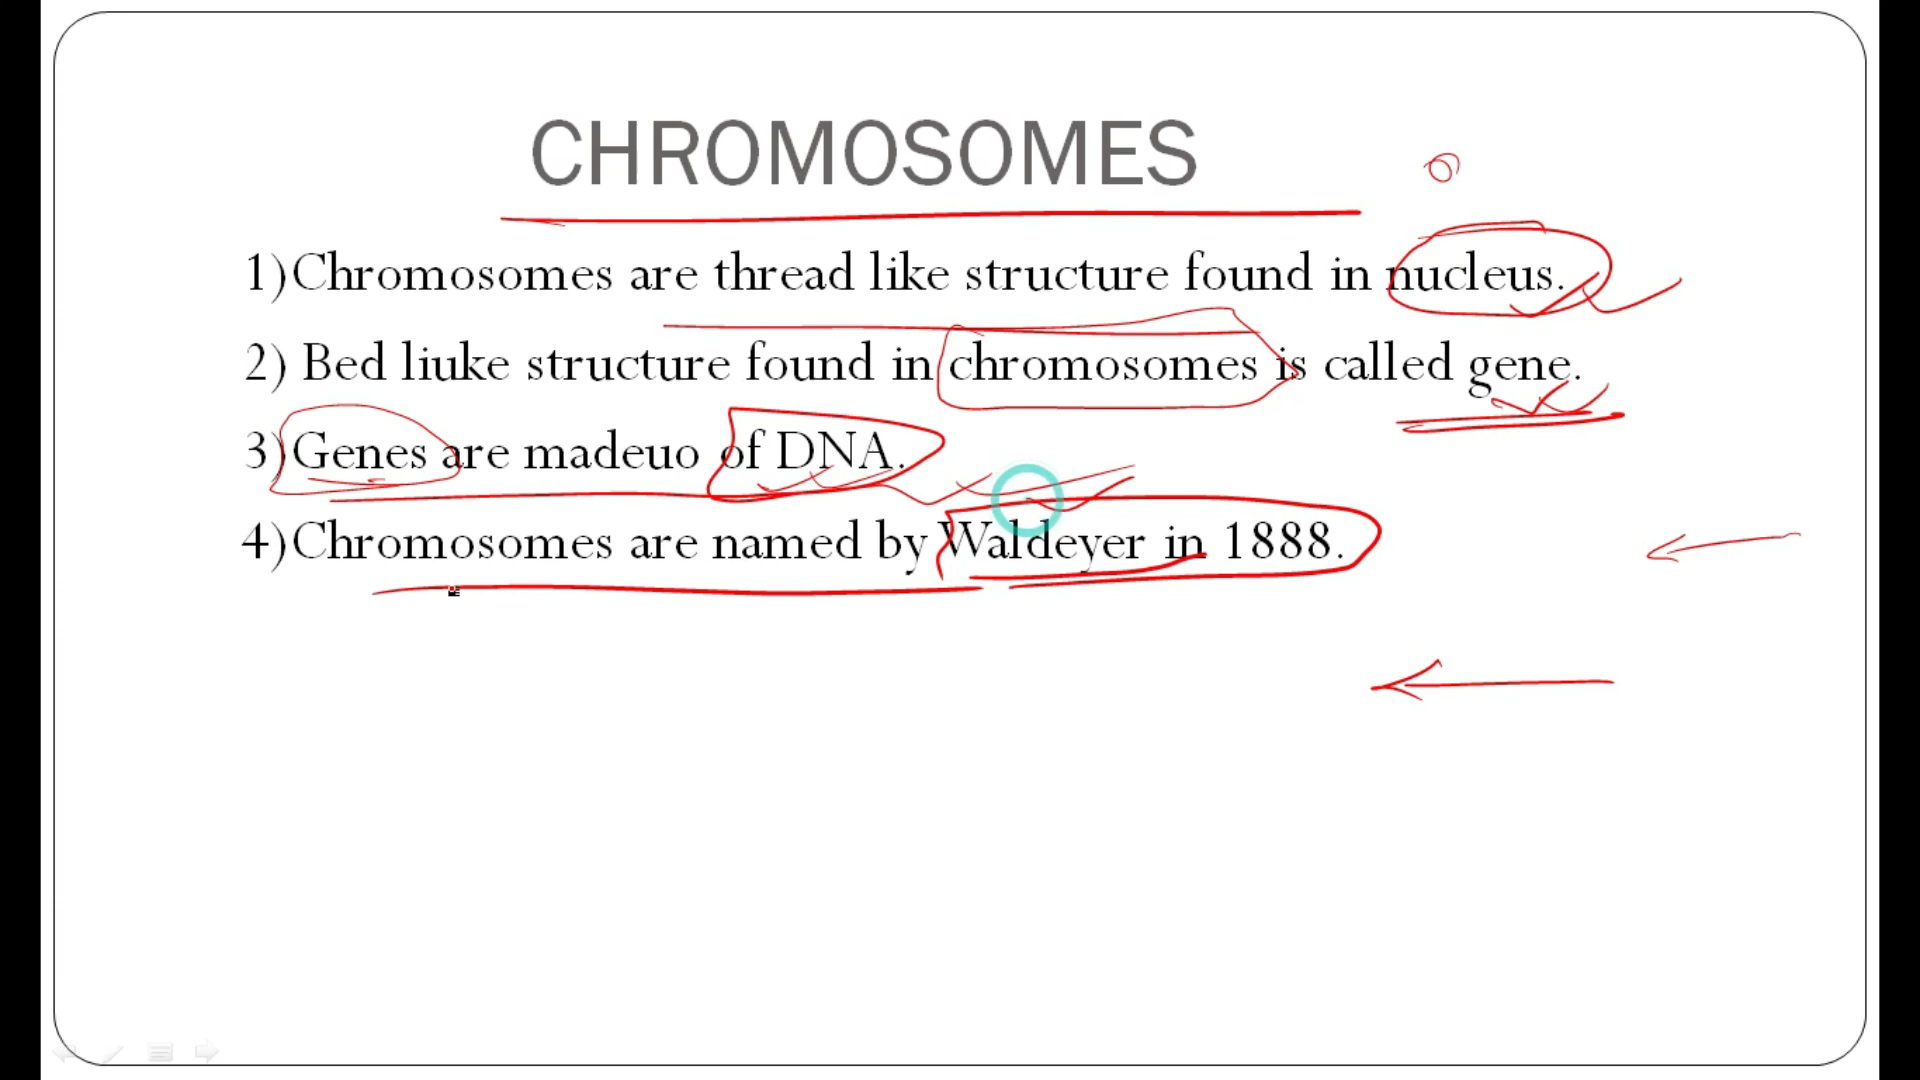 CHROMOSOMES
1)Chromosomes are thread like structure found in nucleus.
2) Bed liuke structure found in chromosomes is called gene.
3)Genes are madeuo of DNA.
4)Chromosomes are named by Waldeyer in 1888.